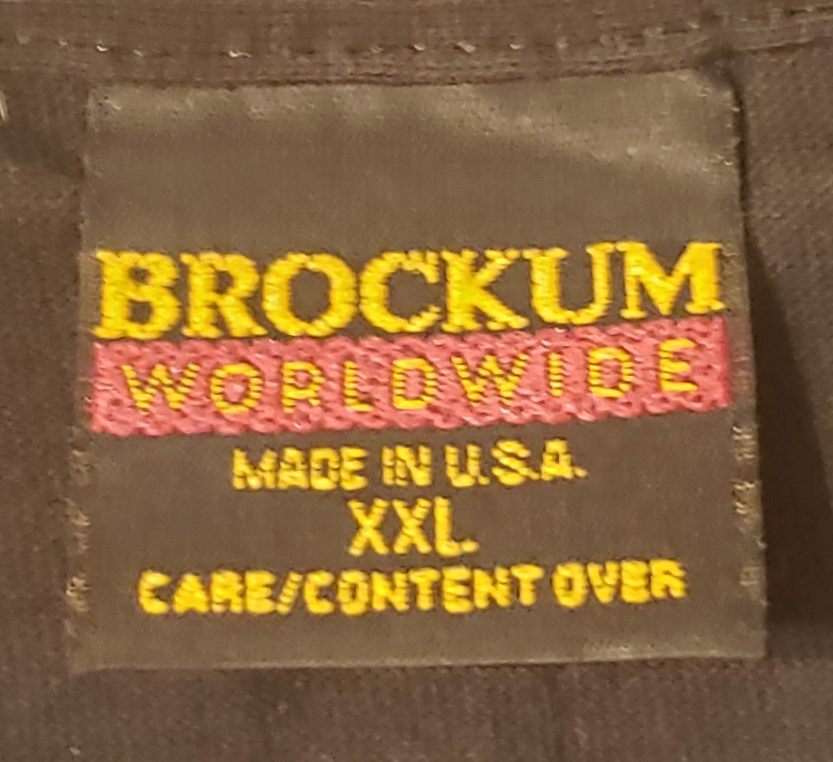 BROCKUM
WORLDWIDE
MADE IN U.S.A.
XXL
CARE/CONTENT OVER